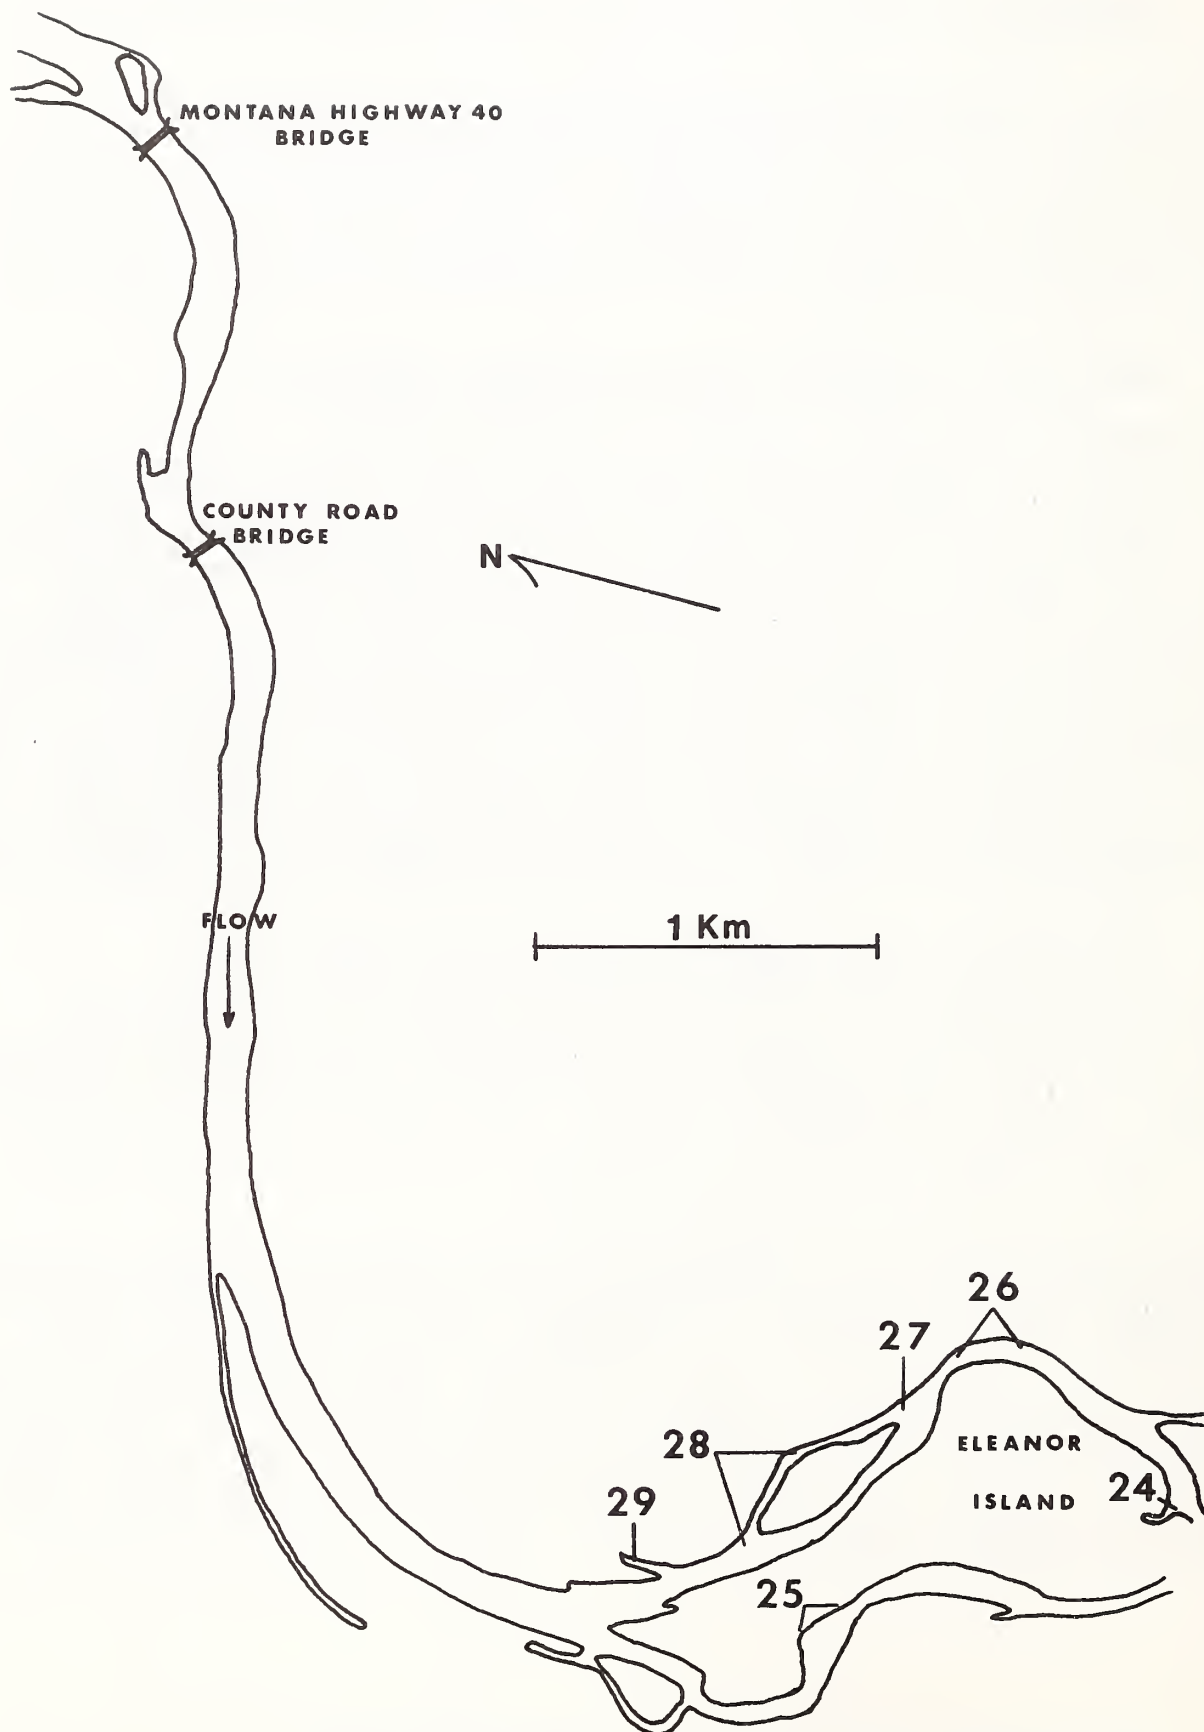 MONTANA HIGHWAY 40
BRIDGE
COUNTY ROAD
BRIDGE
N
FLOW
1 Km
26
27
28
ELEANOR
ISLAND
24
29
25